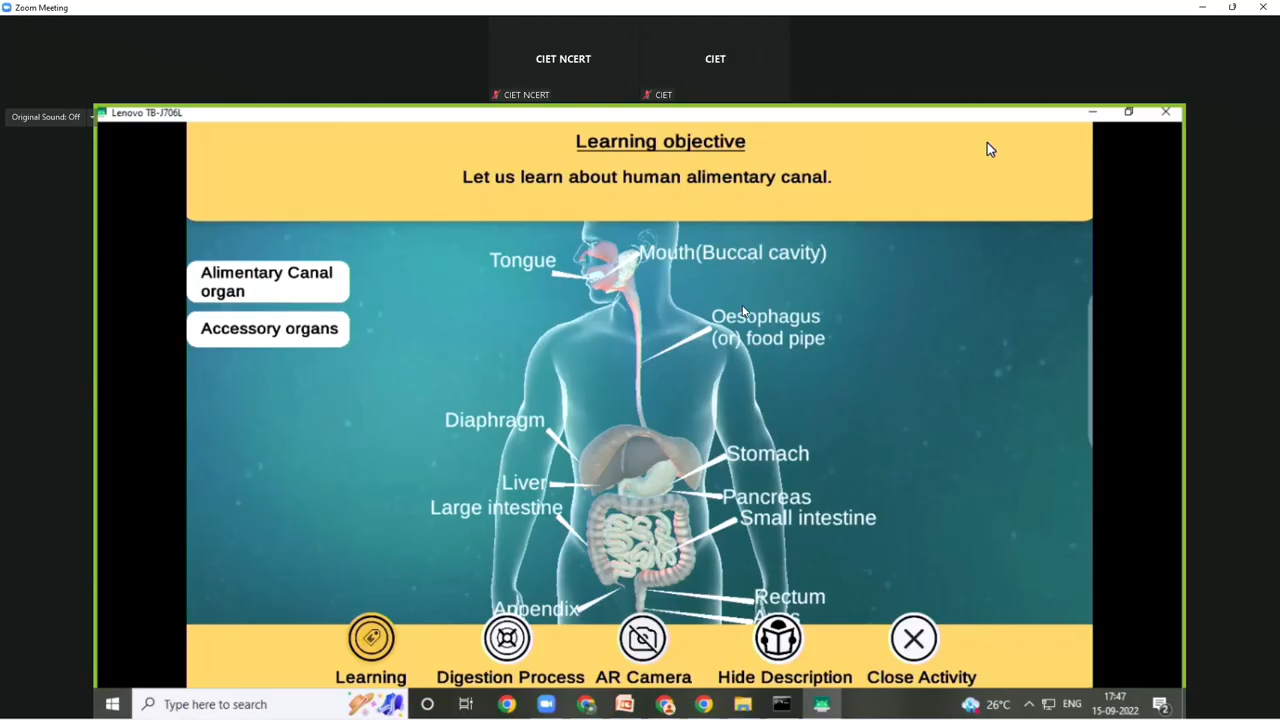 Zoom Meeting
CIET NCERT
CIET
CIET NCERT
CIET
Original Sound: Off
Lenovo TB-J706L
Learning objective
Let us learn about human alimentary canal.
Alimentary Canal
organ
Accessory organs
Tongue
Mouth(Buccal cavity)
Oesophagus
(or) food pipe
Diaphragm
Stomach
Liver
Pancreas
Large intestine
Small intestine
Appendix
Rectum
Learning
Digestion Process
AR Camera
Hide Description
Close Activity
Type here to search
26°C
ENG
17:47
15-09-2022
2